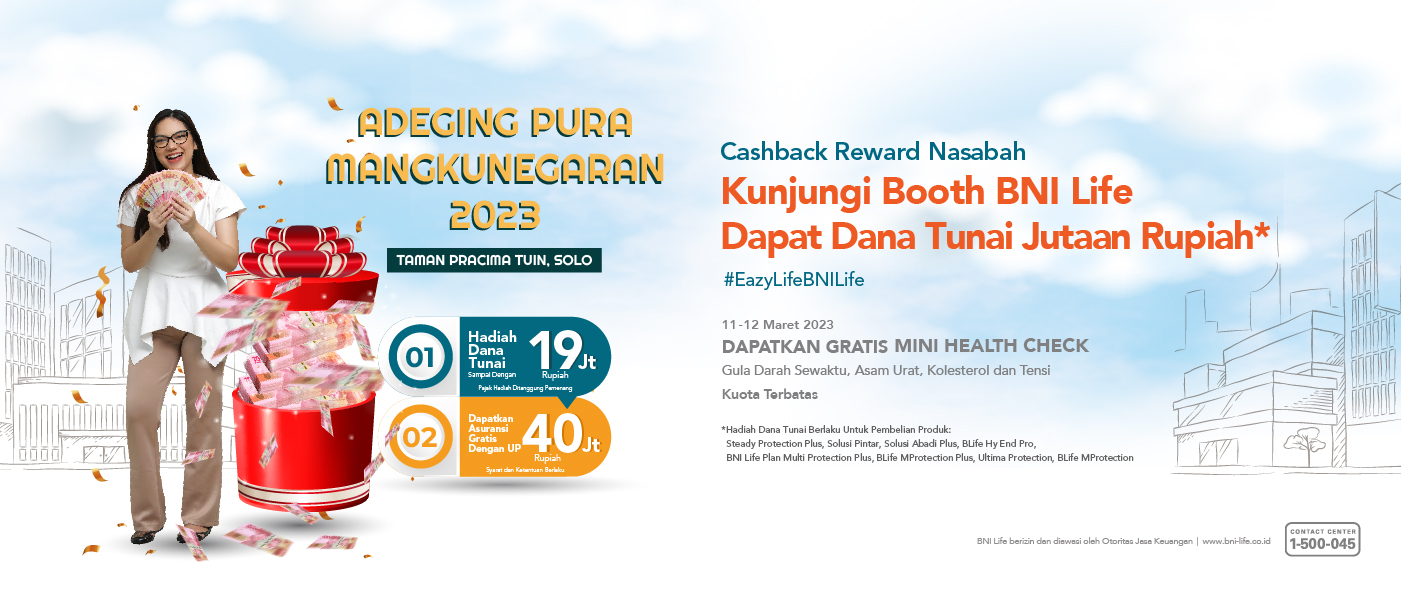 ADEGING PURA
MANGKUNEGARAN
2023
TAMAN PRACIMA TUIN, SOLO
01
Hadiah
Dana
Tunai
Sampai Dengan
19Jt
Rupiah
Pajak Hadiah Ditanggung Pemenang
02
Dapatkan
Asuransi
Gratis
Dengan UP
40Jt
Rupiah
Syarat dan Ketentuan Berlaku
Cashback Reward Nasabah
Kunjungi Booth BNI Life
Dapat Dana Tunai Jutaan Rupiah*
#EazyLifeBNILife
11-12 Maret 2023
DAPATKAN GRATIS MINI HEALTH CHECK
Gula Darah Sewaktu, Asam Urat, Kolesterol dan Tensi
Kuota Terbatas
*Hadiah Dana Tunai Berlaku Untuk Pembelian Produk:
Steady Protection Plus, Solusi Pintar, Solusi Abadi Plus, BLife Hy End Pro,
BNI Life Plan Multi Protection Plus, BLife MProtection Plus, Ultima Protection, BLife MProtection
BNI Life berizin dan diawasi oleh Otoritas Jasa Keuangan | www.bni-life.co.id
CONTACT CENTER
1-500-045